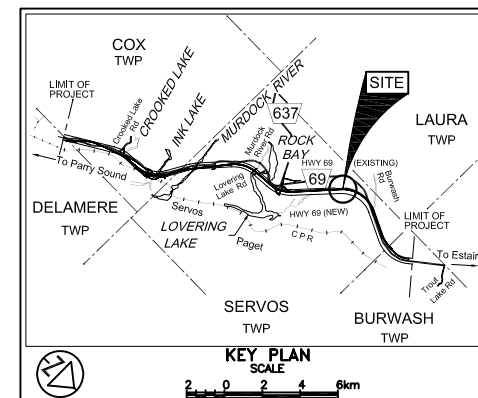 COX
TWP
LIMIT OF
PROJECT
Crooked Lake
Rd
CROOKED LAKE
INK LAKE
MURDOCK RIVER
637
Murdock
River Rd
ROCK
BAY
SITE
LAURA
TWP
HWY 69
(EXISTING)
69
Burwash
Rd
To Parry Sound
Lovering
Lake Rd
DELAMERE
TWP
Servos
LOVERING
LAKE
HWY 69 (NEW)
Paget
CPR
LIMIT OF
PROJECT
To Estair
Trout
Lake Rd
SERVOS
TWP
BURWASH
TWP
KEY PLAN
SCALE
2 0 2 4 6km